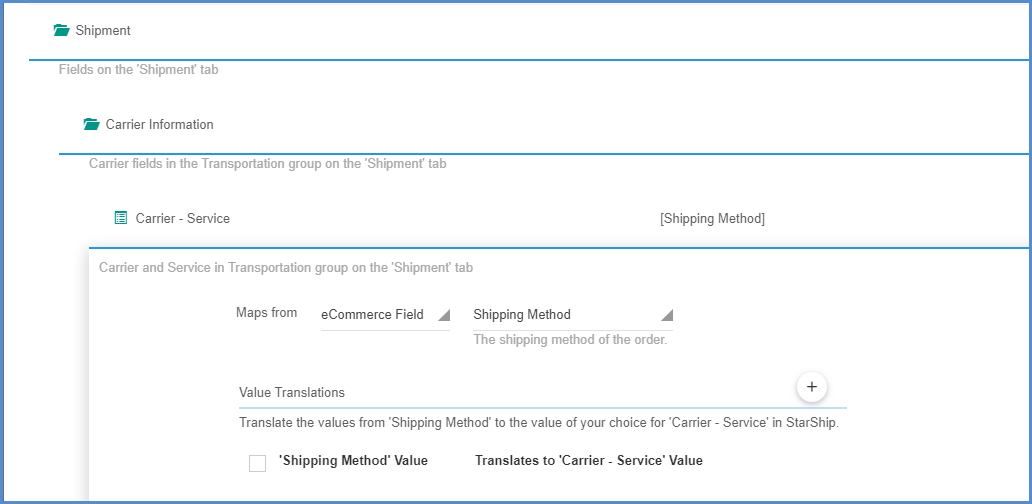 Shipment
Fields on the 'Shipment' tab
Carrier Information
Carrier fields in the Transportation group on the 'Shipment' tab
Carrier - Service [Shipping Method]
Carrier and Service in Transportation group on the 'Shipment' tab
Maps from eCommerce Field Shipping Method
The shipping method of the order.
Value Translations +
Translate the values from 'Shipping Method' to the value of your choice for 'Carrier - Service' in StarShip.
'Shipping Method' Value Translates to 'Carrier - Service' Value